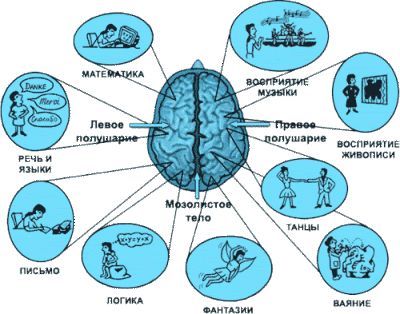 МАТЕМАТИКА
ВОСПРИЯТИЕ
МУЗЫКИ
DANKE
Merci
Спасибо
РЕЧЬ И
ЯЗЫКИ
Левое
полушарие
Правое
полушарие
ВОСПРИЯТИЕ
ЖИВОПИСИ
Мозолистое
тело
ТАНЦЫ
ПИСЬМО
x+y=y+x
ЛОГИКА
ФАНТАЗИИ
ВАЯНИЕ